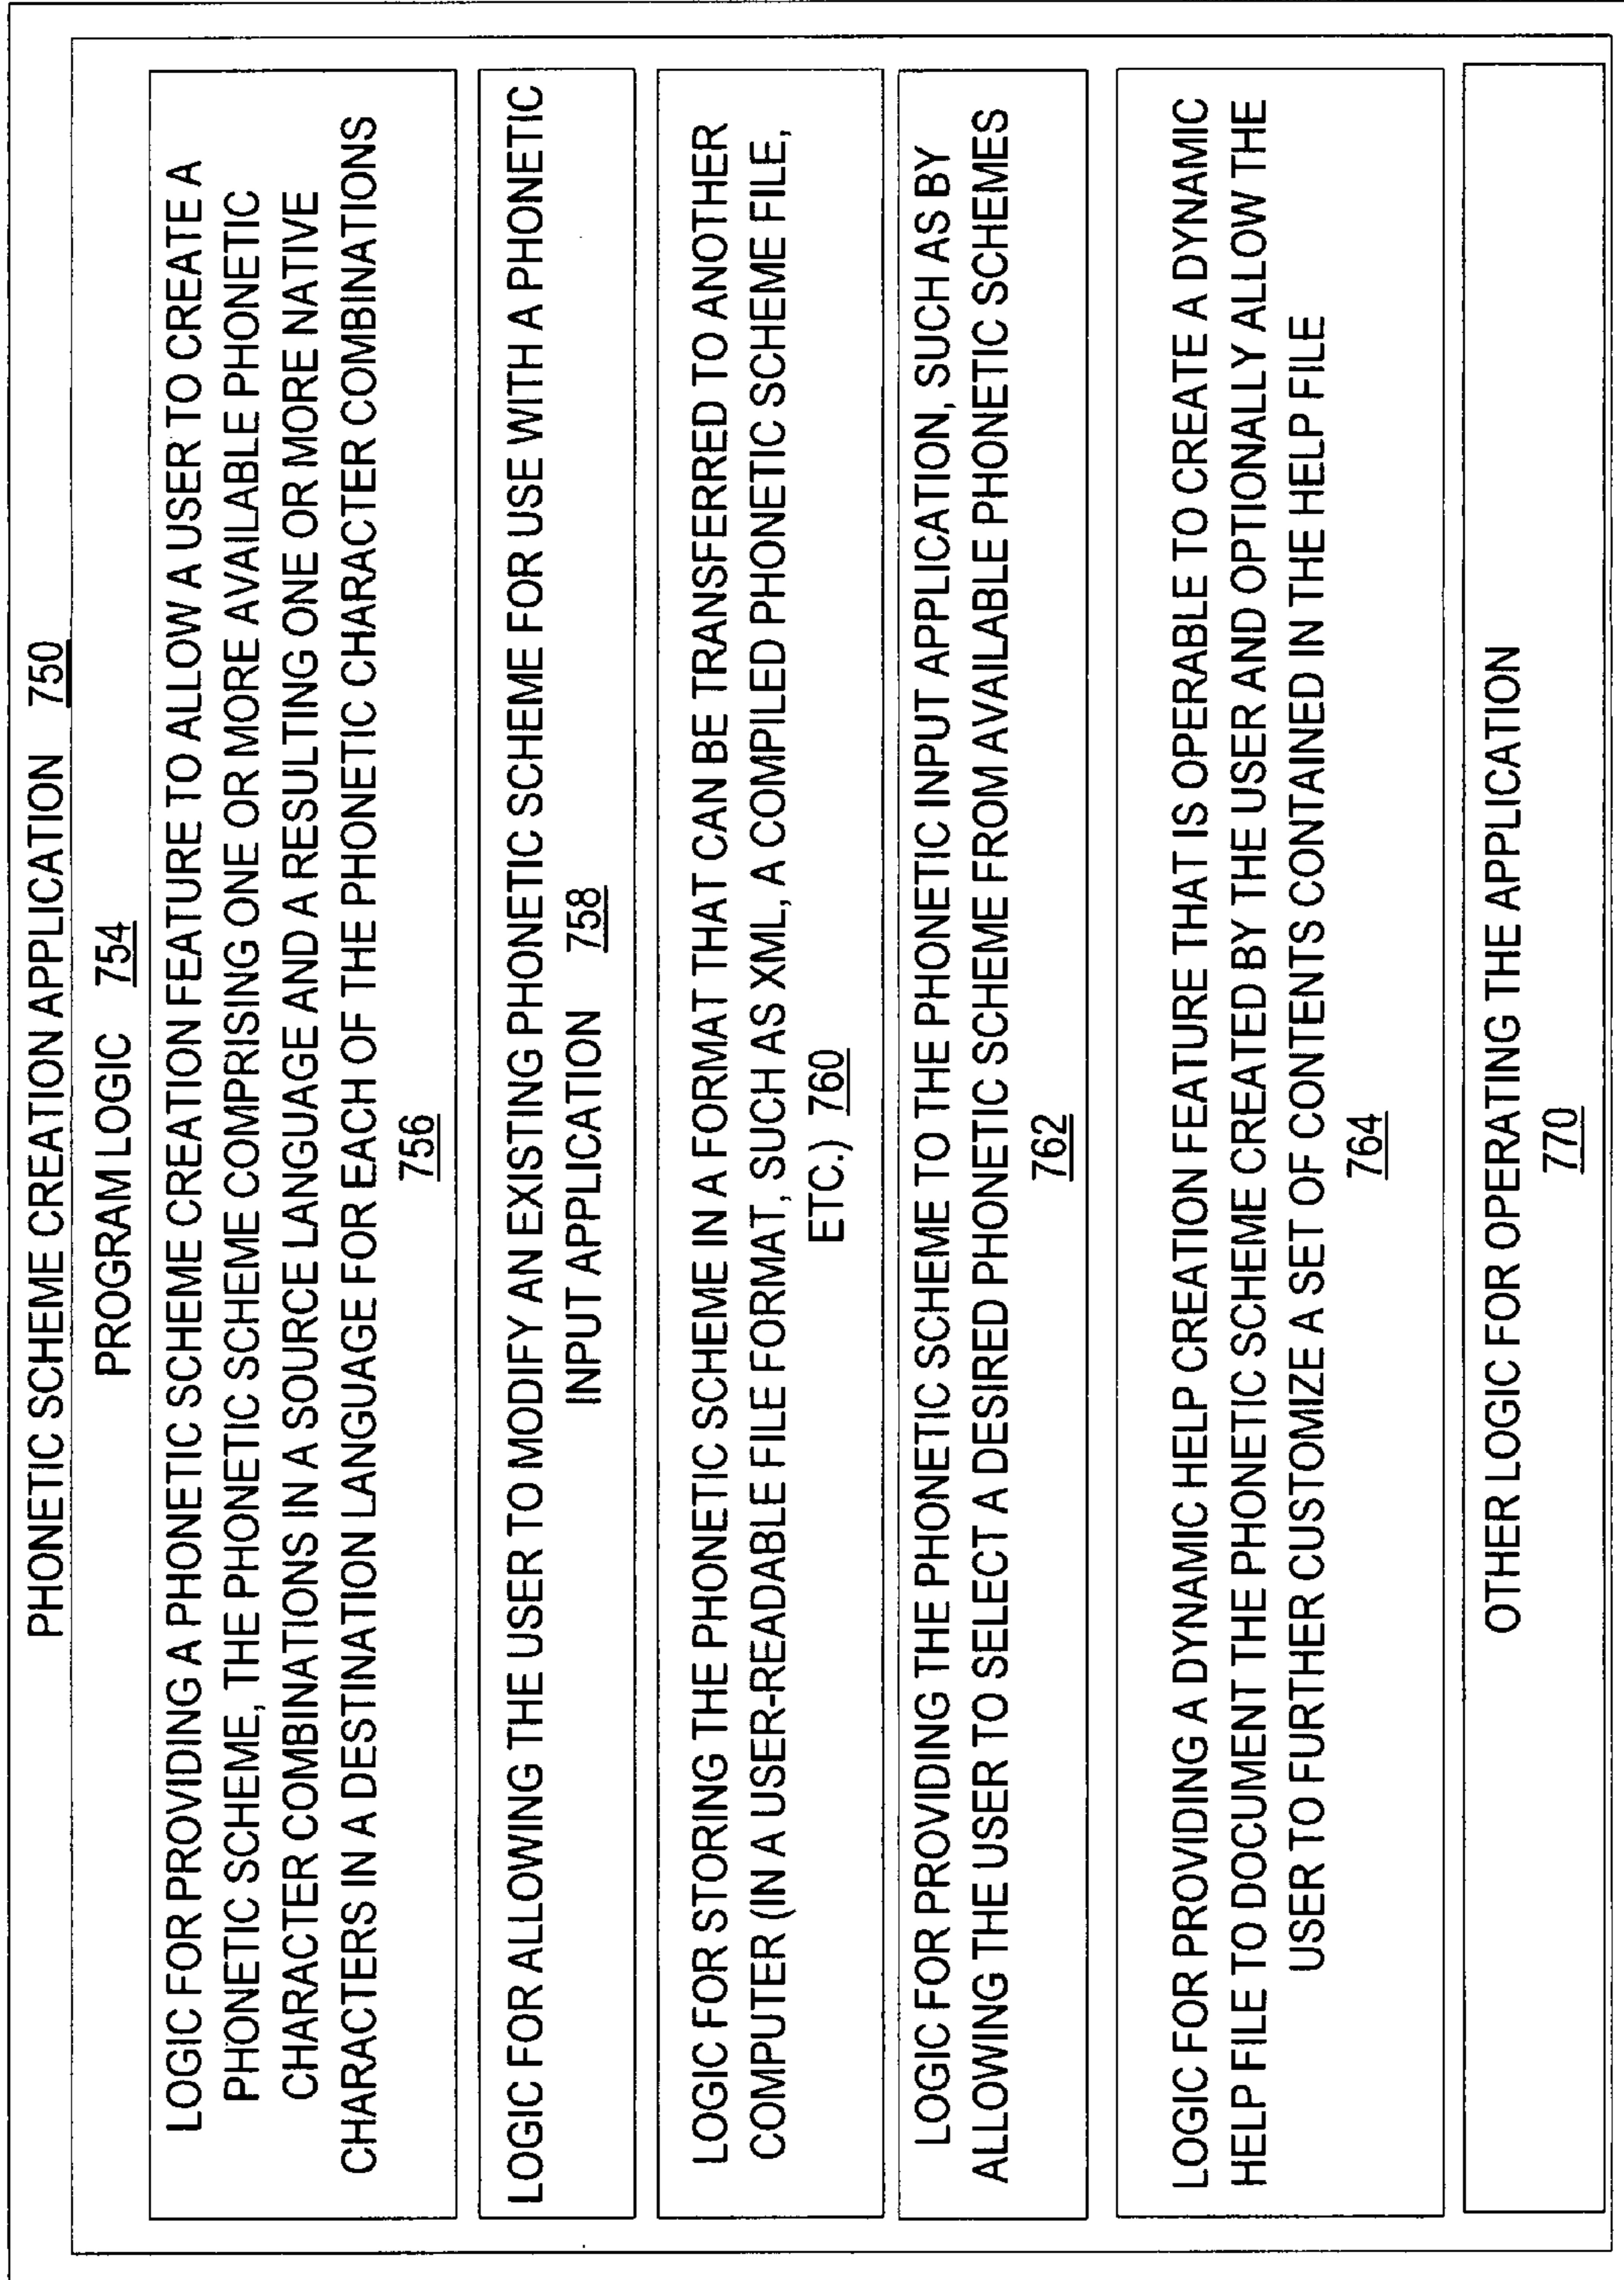 PHONETIC SCHEME CREATION APPLICATION 750
PROGRAM LOGIC 754
LOGIC FOR PROVIDING A PHONETIC SCHEME CREATION FEATURE TO ALLOW A USER TO CREATE A
PHONETIC SCHEME, THE PHONETIC SCHEME COMPRISING ONE OR MORE AVAILABLE PHONETIC
CHARACTER COMBINATIONS IN A SOURCE LANGUAGE AND A RESULTING ONE OR MORE NATIVE
CHARACTERS IN A DESTINATION LANGUAGE FOR EACH OF THE PHONETIC CHARACTER COMBINATIONS
756
LOGIC FOR ALLOWING THE USER TO MODIFY AN EXISTING PHONETIC SCHEME FOR USE WITH A PHONETIC
INPUT APPLICATION 758
LOGIC FOR STORING THE PHONETIC SCHEME IN A FORMAT THAT CAN BE TRANSFERRED TO ANOTHER
COMPUTER (IN A USER-READABLE FILE FORMAT, SUCH AS XML, A COMPILED PHONETIC SCHEME FILE,
ETC.) 760
LOGIC FOR PROVIDING THE PHONETIC SCHEME TO THE PHONETIC INPUT APPLICATION, SUCH AS BY
ALLOWING THE USER TO SELECT A DESIRED PHONETIC SCHEME FROM AVAILABLE PHONETIC SCHEMES
762
LOGIC FOR PROVIDING A DYNAMIC HELP CREATION FEATURE THAT IS OPERABLE TO CREATE A DYNAMIC
HELP FILE TO DOCUMENT THE PHONETIC SCHEME CREATED BY THE USER AND OPTIONALLY ALLOW THE
USER TO FURTHER CUSTOMIZE A SET OF CONTENTS CONTAINED IN THE HELP FILE
764
OTHER LOGIC FOR OPERATING THE APPLICATION
770